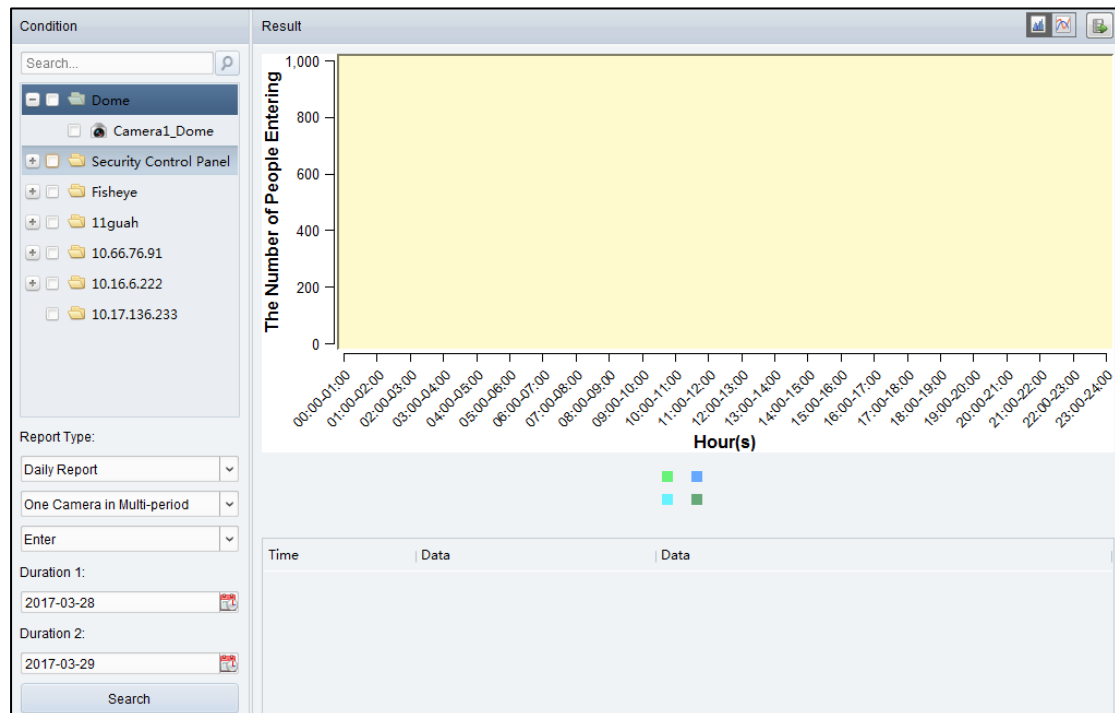 Condition
Search...
Dome
Camera1_Dome
Security Control Panel
Fisheye
11guah
10.66.76.91
10.16.6.222
10.17.136.233
Report Type:
Daily Report
One Camera in Multi-period
Enter
Duration 1:
2017-03-28
Duration 2:
2017-03-29
Search
Result
The Number of People Entering
1,000
800
600
400
200
0
00:00-01:00
01:00-02:00
02:00-03:00
03:00-04:00
04:00-05:00
05:00-06:00
06:00-07:00
07:00-08:00
08:00-09:00
09:00-10:00
10:00-11:00
11:00-12:00
12:00-13:00
13:00-14:00
14:00-15:00
15:00-16:00
16:00-17:00
17:00-18:00
18:00-19:00
19:00-20:00
20:00-21:00
21:00-22:00
22:00-23:00
23:00-24:00
Hour(s)
Time Data Data